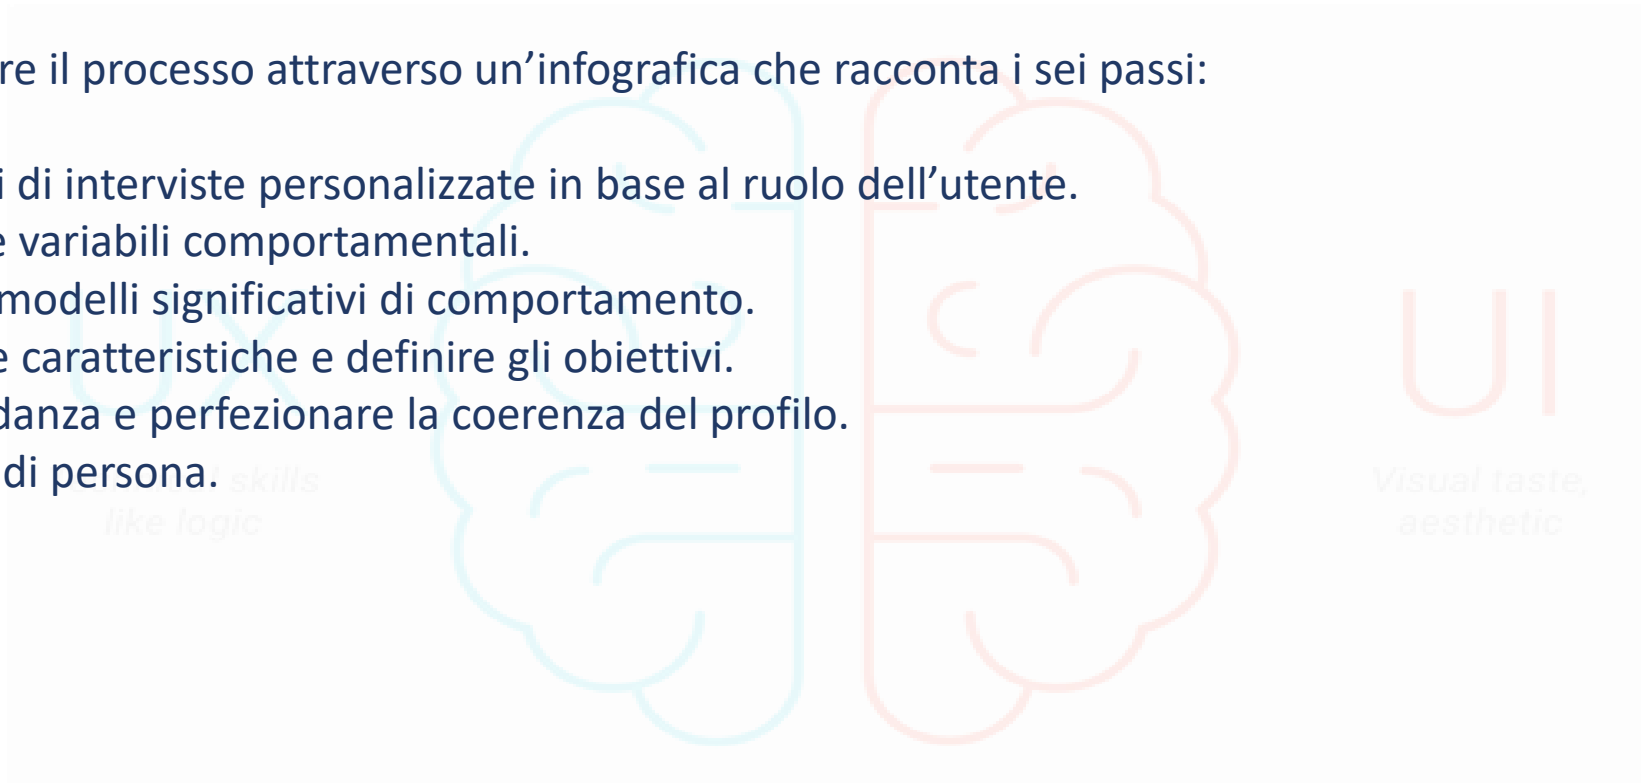 re il processo attraverso un’infografica che racconta i sei passi:
i di interviste personalizzate in base al ruolo dell’utente.
e variabili comportamentali.
modelli significativi di comportamento.
e caratteristiche e definire gli obiettivi.
danza e perfezionare la coerenza del profilo.
di persona.
UX
UI
skills
like logic
Visual taste,
aesthetic